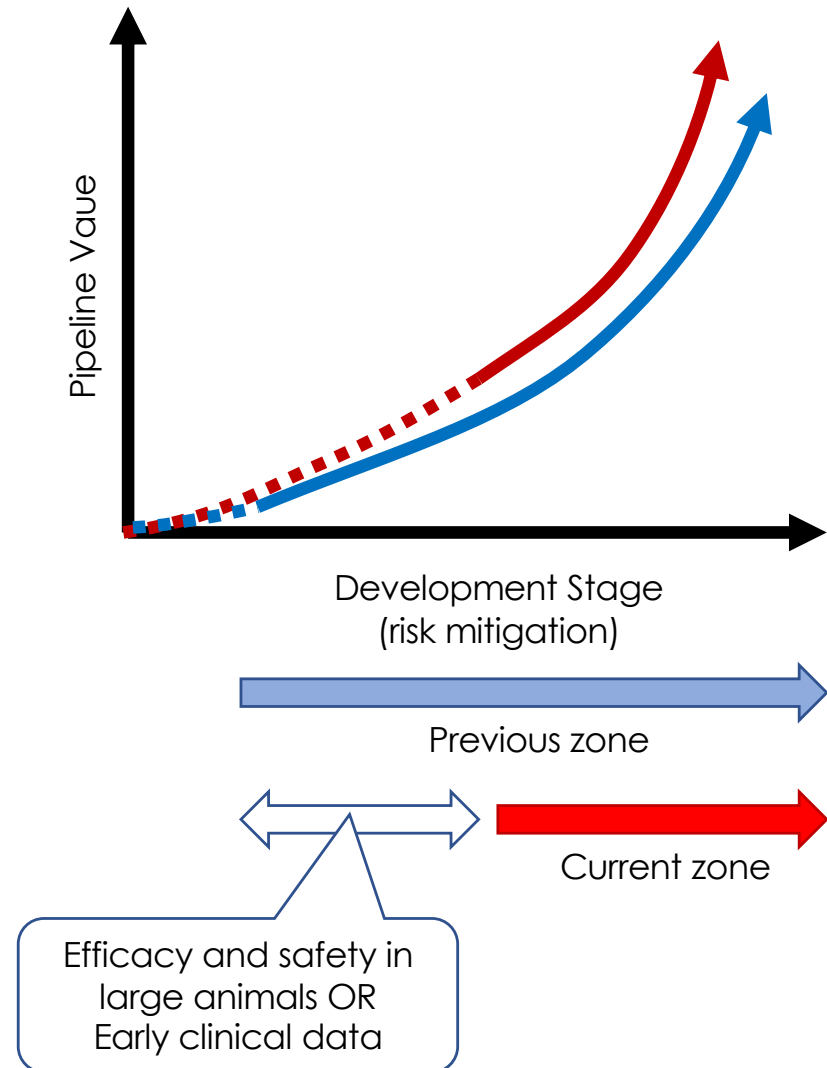 Pipeline Vaue
Development Stage
(risk mitigation)
Previous zone
Current zone
Efficacy and safety in
large animals OR
Early clinical data